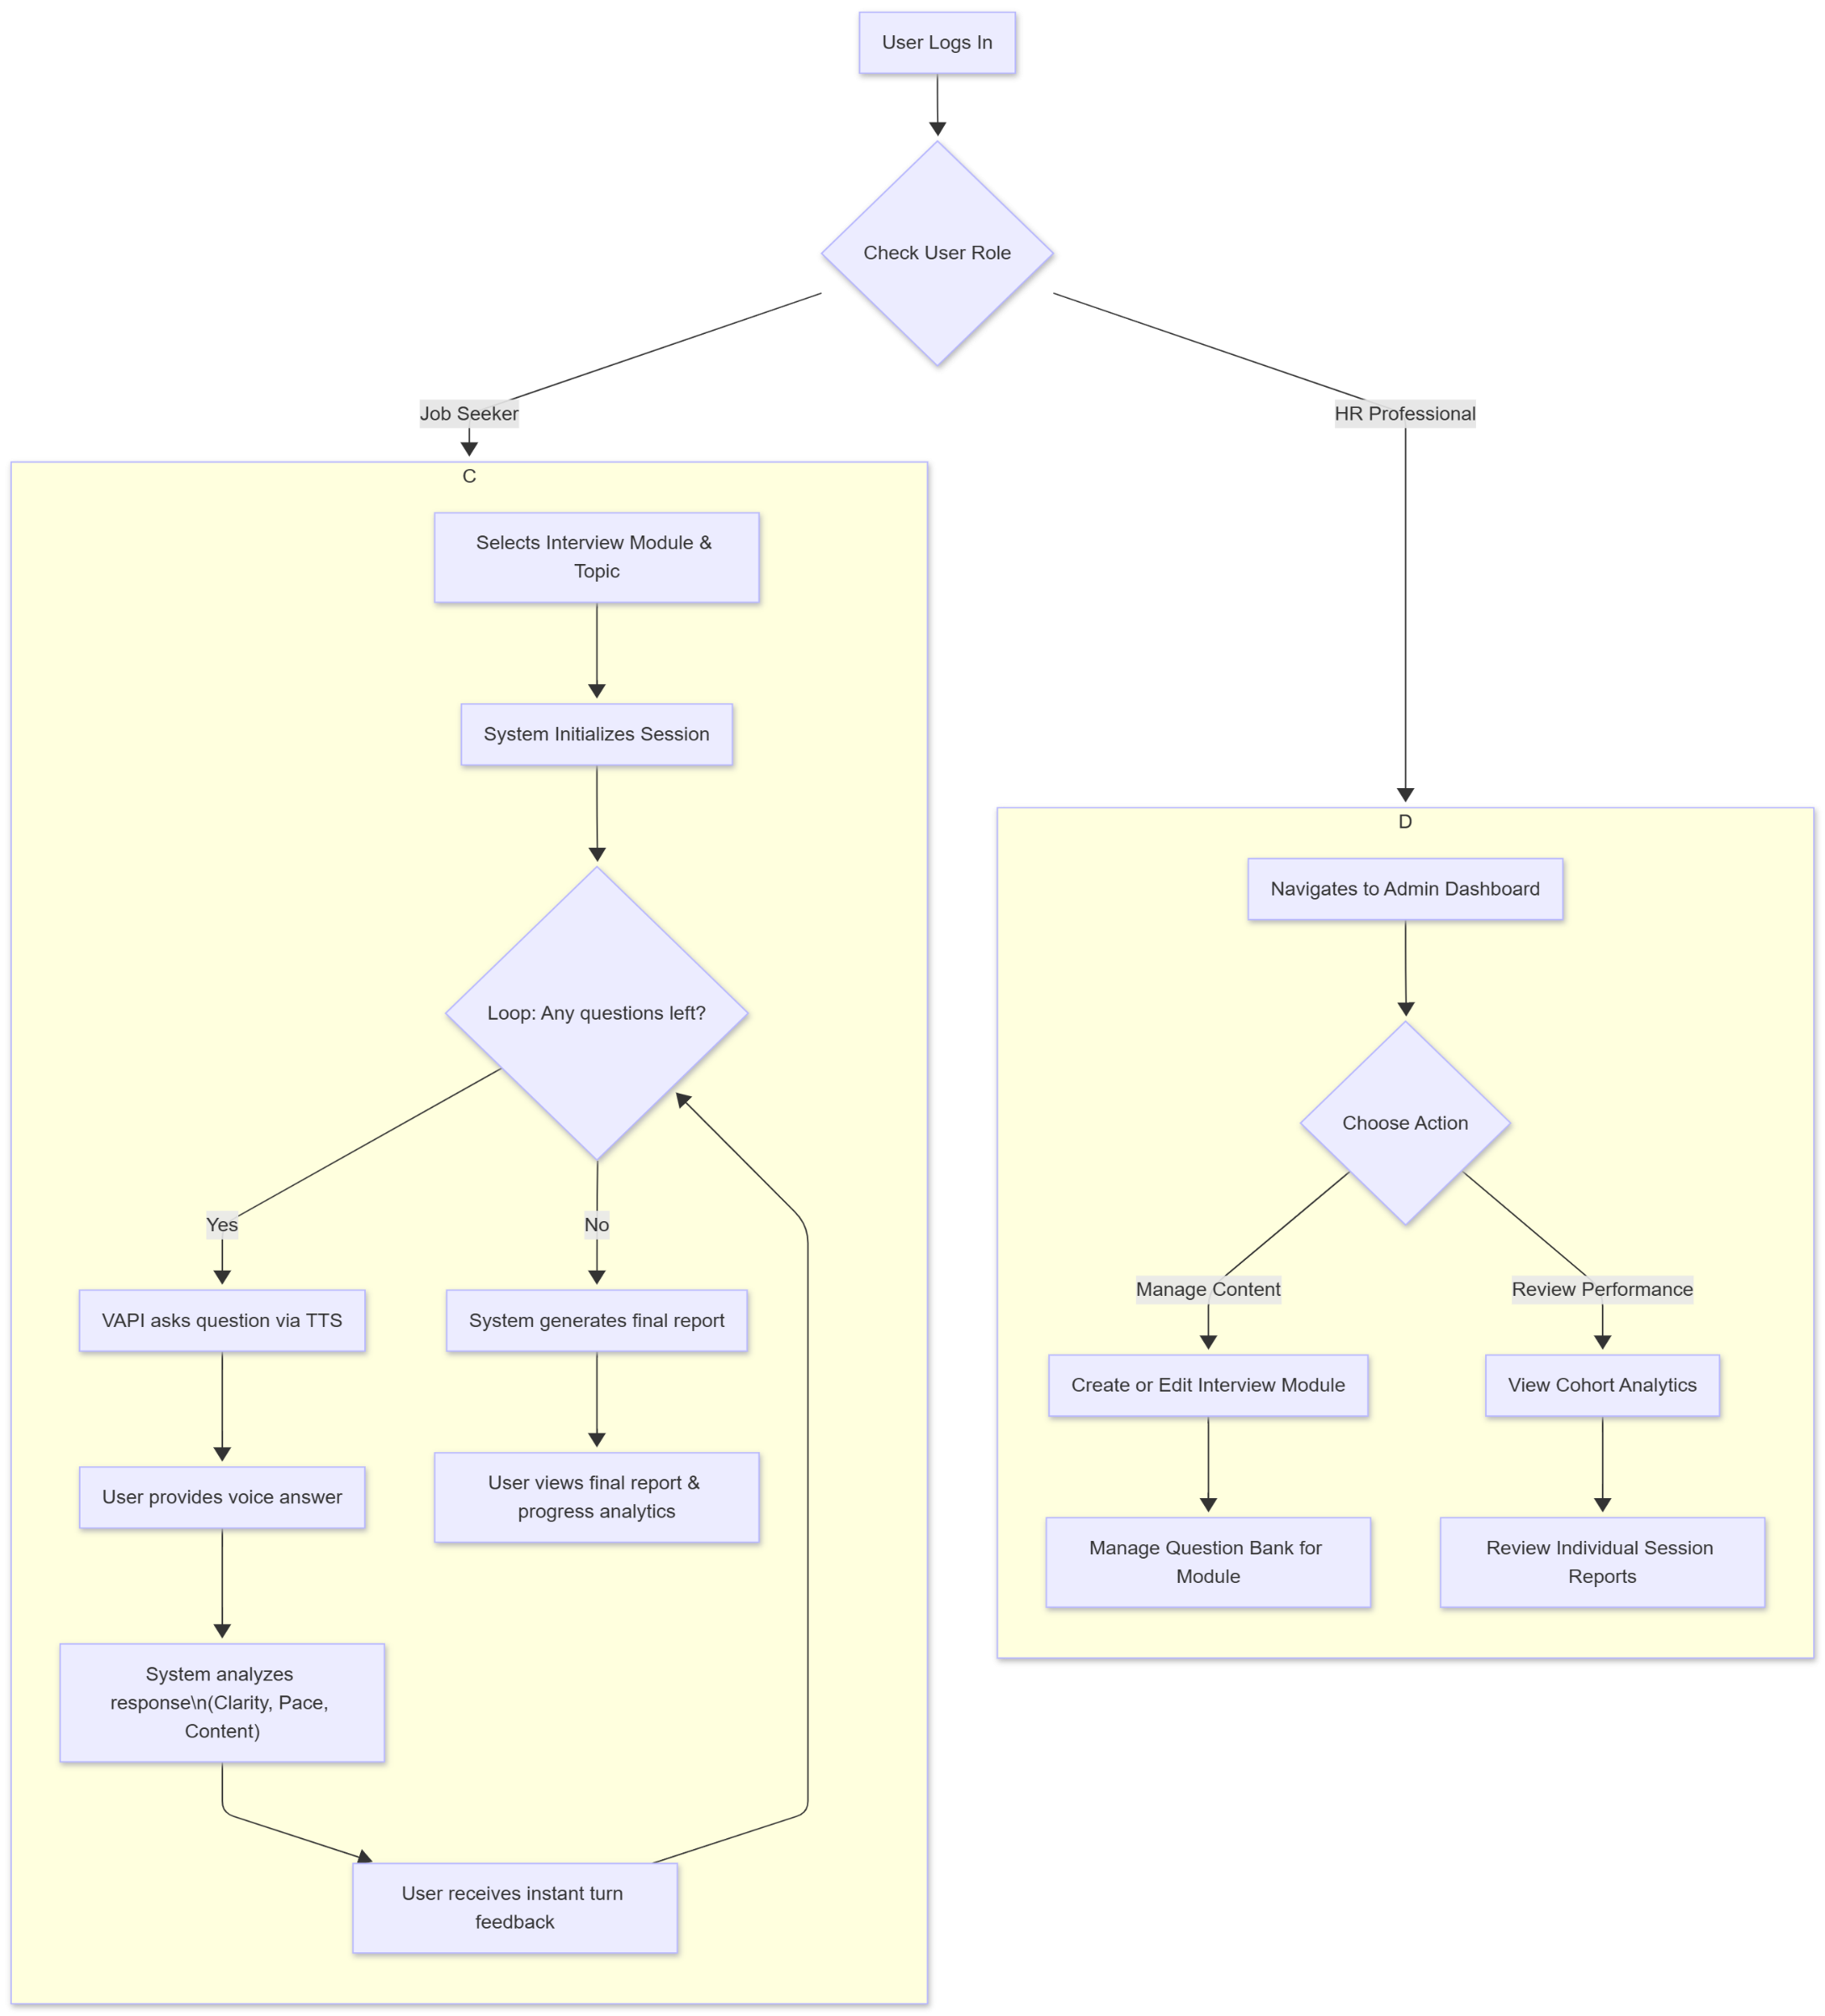 User Logs In
Check User Role
Job Seeker
HR Professional
C
Selects Interview Module &
Topic
System Initializes Session
Loop: Any questions left?
Yes
No
VAPI asks question via TTS
System generates final report
User provides voice answer
User views final report &
progress analytics
System analyzes
response\n(Clarity, Pace,
Content)
User receives instant turn
feedback
D
Navigates to Admin Dashboard
Choose Action
Manage Content
Review Performance
Create or Edit Interview Module
View Cohort Analytics
Manage Question Bank for
Module
Review Individual Session
Reports